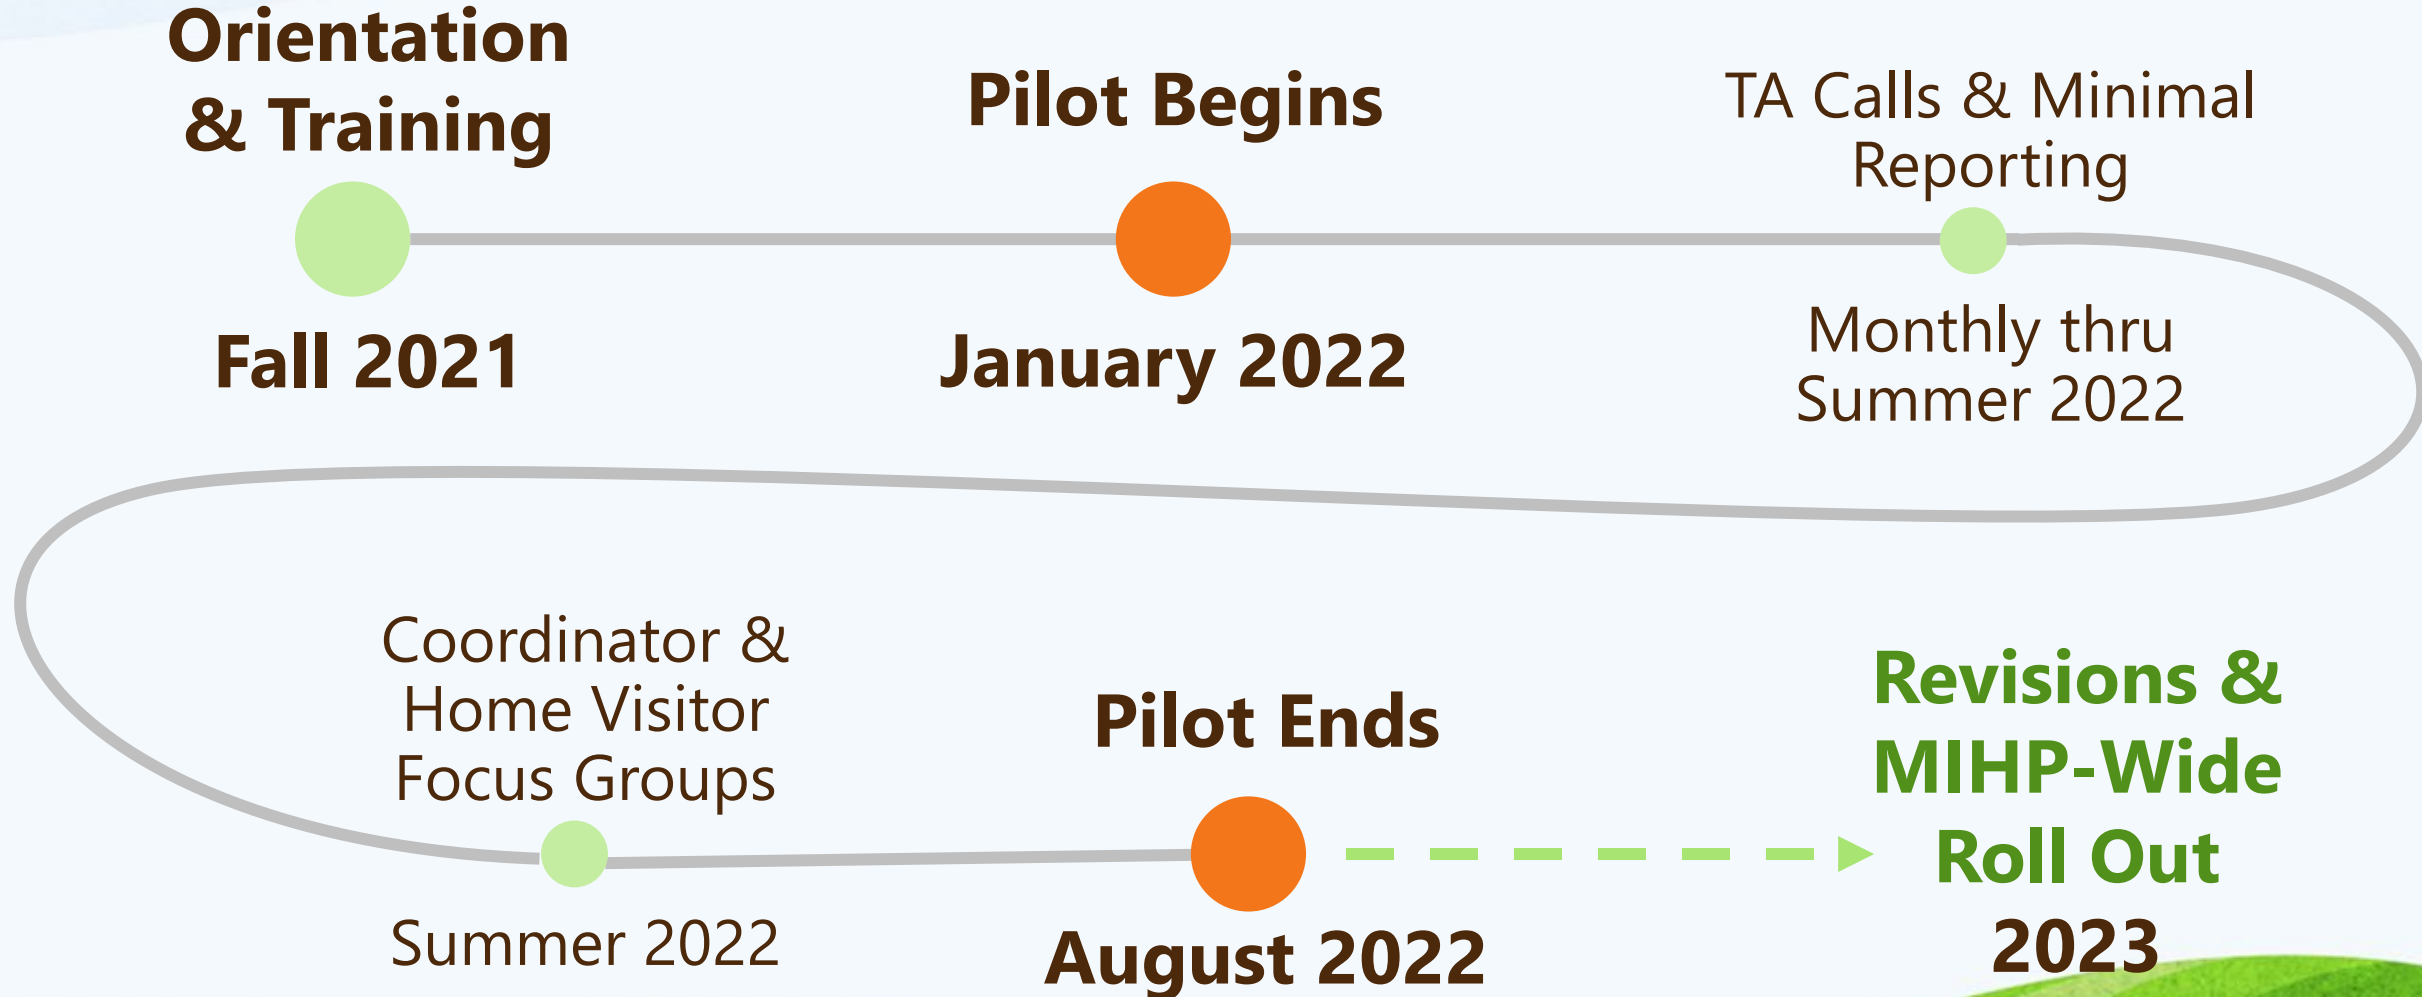 Orientation
& Training
Fall 2021
Pilot Begins
January 2022
TA Calls & Minimal
Reporting
Monthly thru
Summer 2022
Coordinator &
Home Visitor
Focus Groups
Summer 2022
Pilot Ends
August 2022
Revisions &
MIHP-Wide
Roll Out
2023